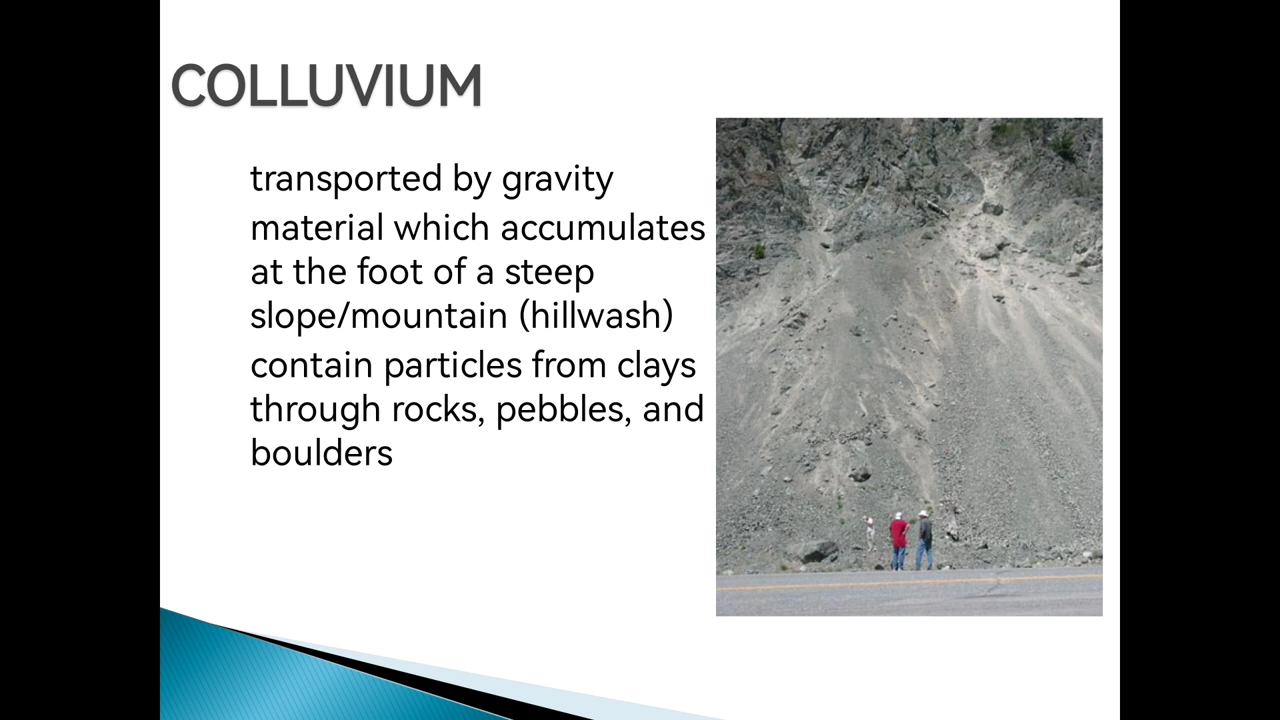 COLLUVIUM
transported by gravity
material which accumulates
at the foot of a steep
slope/mountain (hillwash)
contain particles from clays
through rocks, pebbles, and
boulders